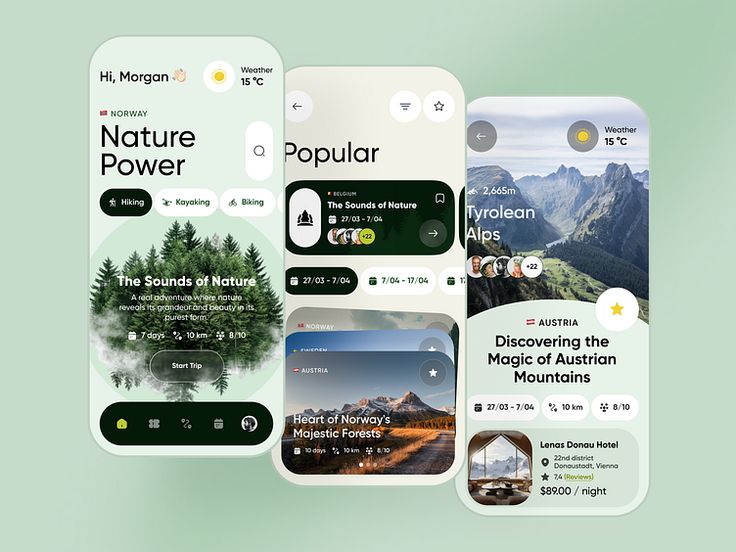 Hi, Morgan
Weather
15 °C
NORWAY
Nature
Power
Hiking
Kayaking
Biking
The Sounds of Nature
A real adventure where nature
reveals its grandeur and beauty in its
purest form.
7 days
10 km
8/10
Start Trip
Popular
BELGIUM
The Sounds of Nature
27/03 - 7/04
+22
27/03 - 7/04
7/04 - 17/04
NORWAY
SWEDEN
AUSTRIA
Heart of Norway's
Majestic Forests
10 days
10 km
8/10
Weather
15 °C
2,665m
Tyrolean
Alps
+22
AUSTRIA
Discovering the
Magic of Austrian
Mountains
27/03 - 7/04
10 km
8/10
Lenas Donau Hotel
22nd district
Donaustadt, Vienna
7,4 (Reviews)
$89.00 / night